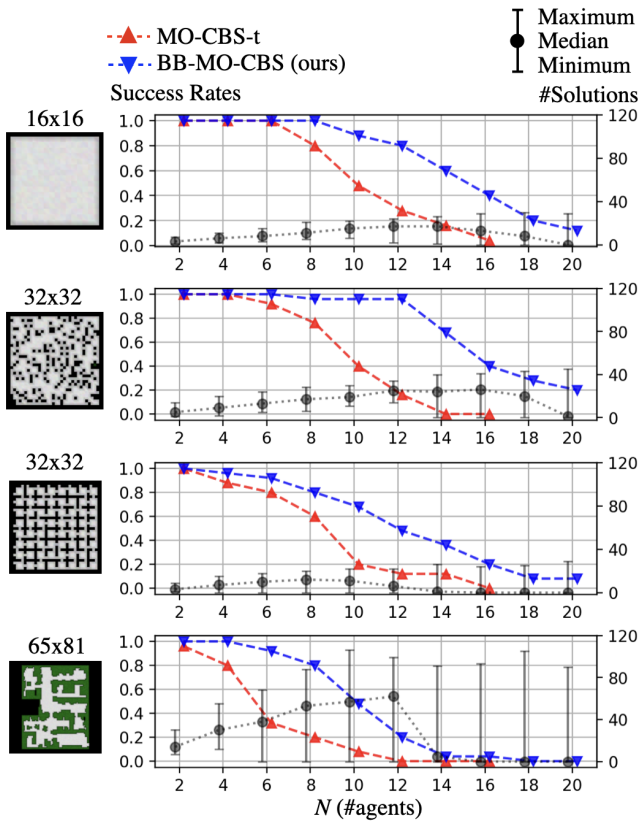 MO-CBS-t
BB-MO-CBS (ours)
Maximum
Median
Minimum
Success Rates
#Solutions
16x16
1.0
0.8
0.6
0.4
0.2
0.0
120
80
40
0
2 4 6 8 10 12 14 16 18 20
32x32
1.0
0.8
0.6
0.4
0.2
0.0
120
80
40
0
2 4 6 8 10 12 14 16 18 20
32x32
1.0
0.8
0.6
0.4
0.2
0.0
120
80
40
0
2 4 6 8 10 12 14 16 18 20
65x81
1.0
0.8
0.6
0.4
0.2
0.0
120
80
40
0
2 4 6 8 10 12 14 16 18 20
N (#agents)